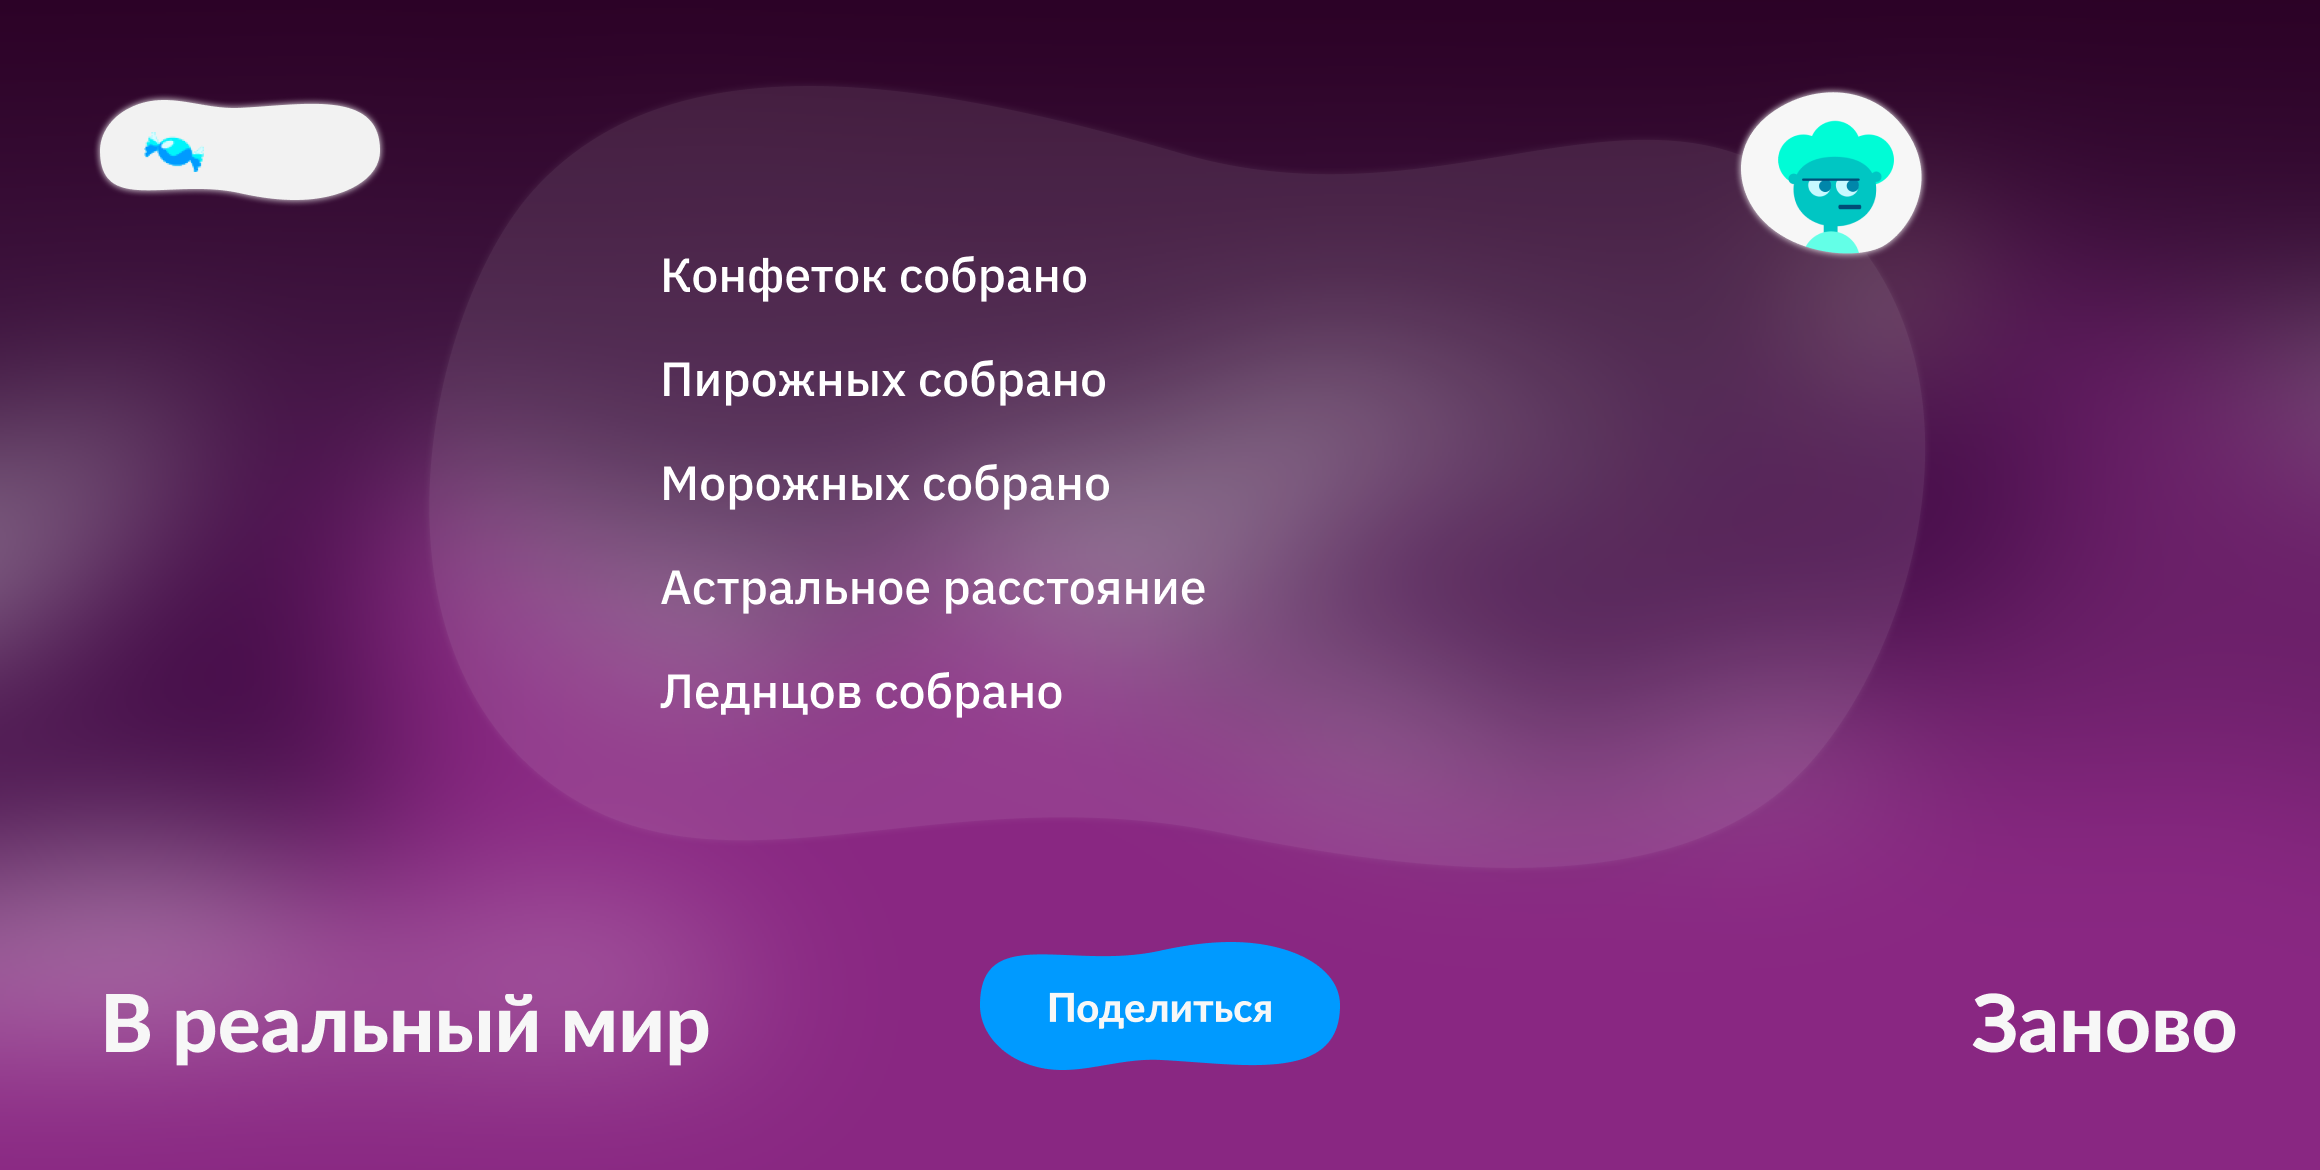 Конфеток собрано
Пирожных собрано
Морожных собрано
Астральное расстояние
Леднцов собрано
В реальный мир
Поделиться
Заново